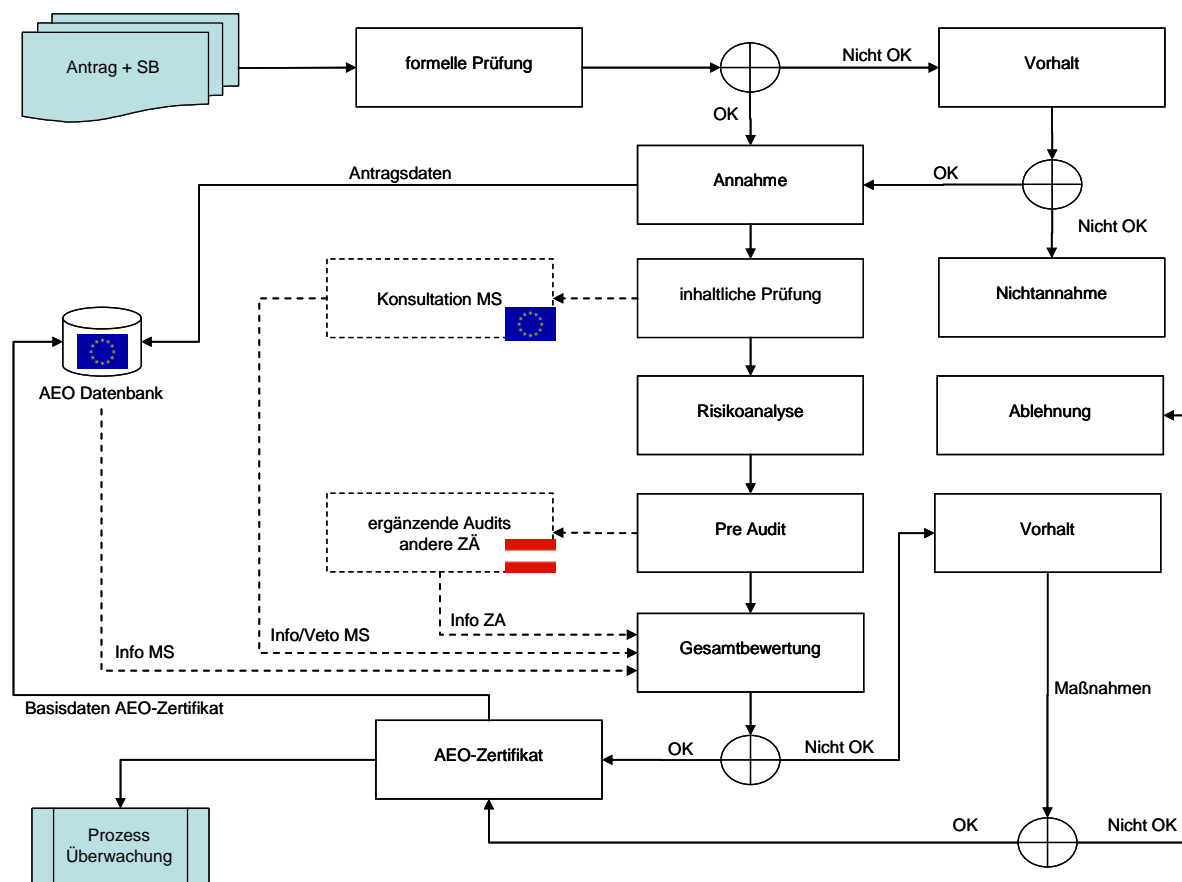 Antrag + SB
formelle Prüfung
Nicht OK
Vorhalt
OK
Annahme
Antragsdaten
OK
Nicht OK
Konsultation MS
inhaltliche Prüfung
Nichtannahme
AEO Datenbank
Risikoanalyse
Ablehnung
ergänzende Audits
andere ZÄ
Pre Audit
Vorhalt
Info ZA
Info/Veto MS
Info MS
Gesamtbewertung
Maßnahmen
Basisdaten AEO-Zertifikat
AEO-Zertifikat
OK
Nicht OK
Prozess
Überwachung
OK
Nicht OK